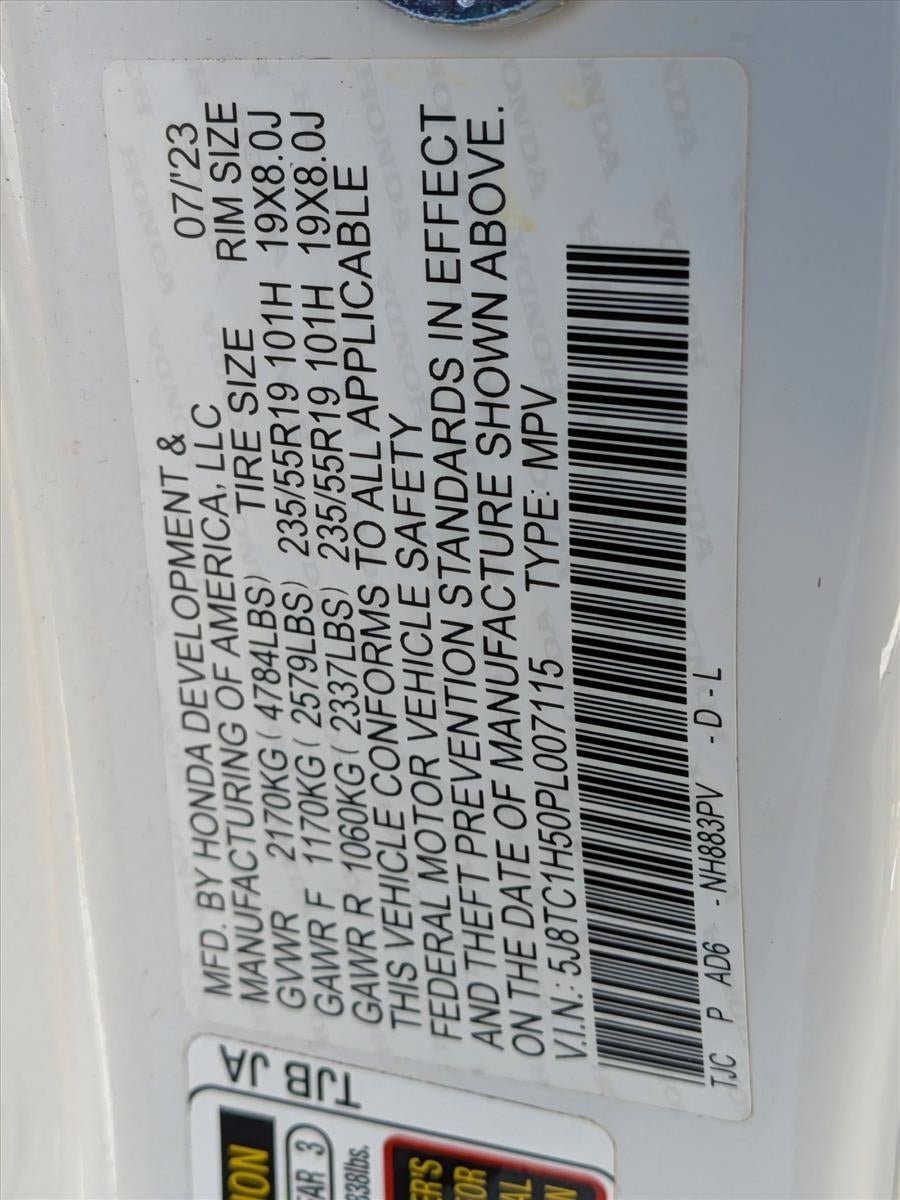 MFD. BY HONDA DEVELOPMENT & 07/'23
MANUFACTURING OF AMERICA, LLC
TIRE SIZE RIM SIZE
GVWR 2170KG ( 4784LBS)
GAWR F 1170KG ( 2579LBS) 235/55R19 101H 19X8.0J
GAWR R 1060KG ( 2337LBS) 235/55R19 101H 19X8.0J
THIS VEHICLE CONFORMS TO ALL APPLICABLE
FEDERAL MOTOR VEHICLE SAFETY
AND THEFT PREVENTION STANDARDS IN EFFECT
ON THE DATE OF MANUFACTURE SHOWN ABOVE.
V.I.N.: 5J8TC1H50PL007115 TYPE: MPV
TJC P AD6 -NH883PV - D - L
TJB JA